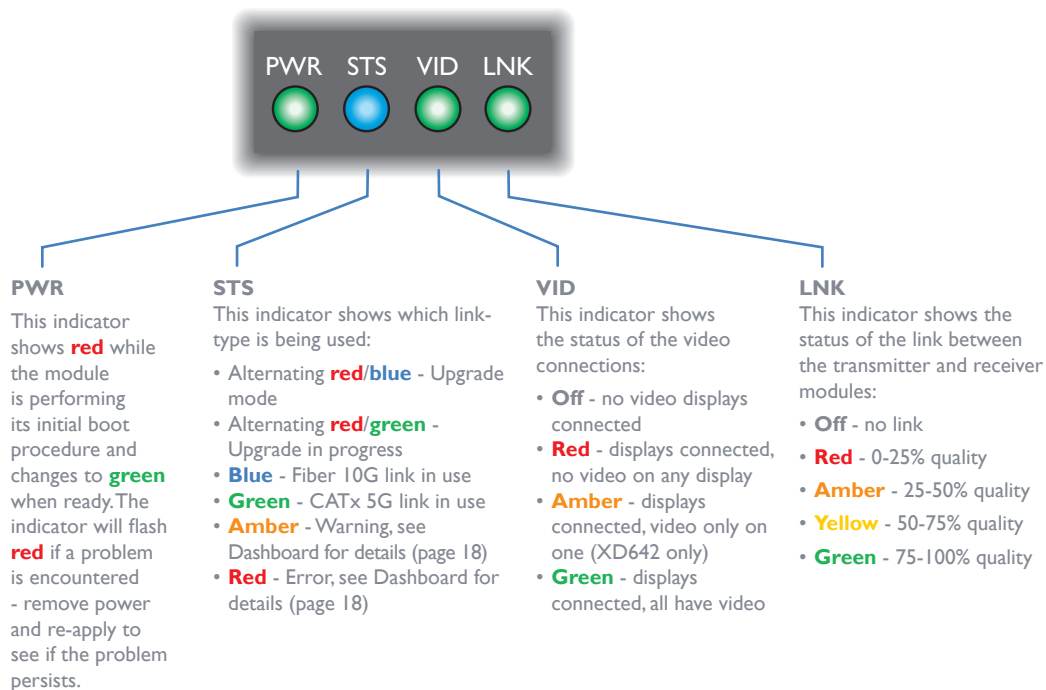 PWR STS VID LNK
PWR
This indicator
shows red while
the module
is performing
its initial boot
procedure and
changes to green
when ready. The
indicator will flash
red if a problem
is encountered
- remove power
and re-apply to
see if the problem
persists.
STS
This indicator shows which link-
type is being used:
• Alternating red/blue - Upgrade
mode
• Alternating red/green -
Upgrade in progress
• Blue - Fiber 10G link in use
• Green - CATx 5G link in use
• Amber - Warning, see
Dashboard for details (page 18)
• Red - Error, see Dashboard for
details (page 18)
VID
This indicator shows
the status of the video
connections:
• Off - no video displays
connected
• Red - displays connected,
no video on any display
• Amber - displays
connected, video only on
one (XD642 only)
• Green - displays
connected, all have video
LNK
This indicator shows the
status of the link between
the transmitter and receiver
modules:
• Off - no link
• Red - 0-25% quality
• Amber - 25-50% quality
• Yellow - 50-75% quality
• Green - 75-100% quality